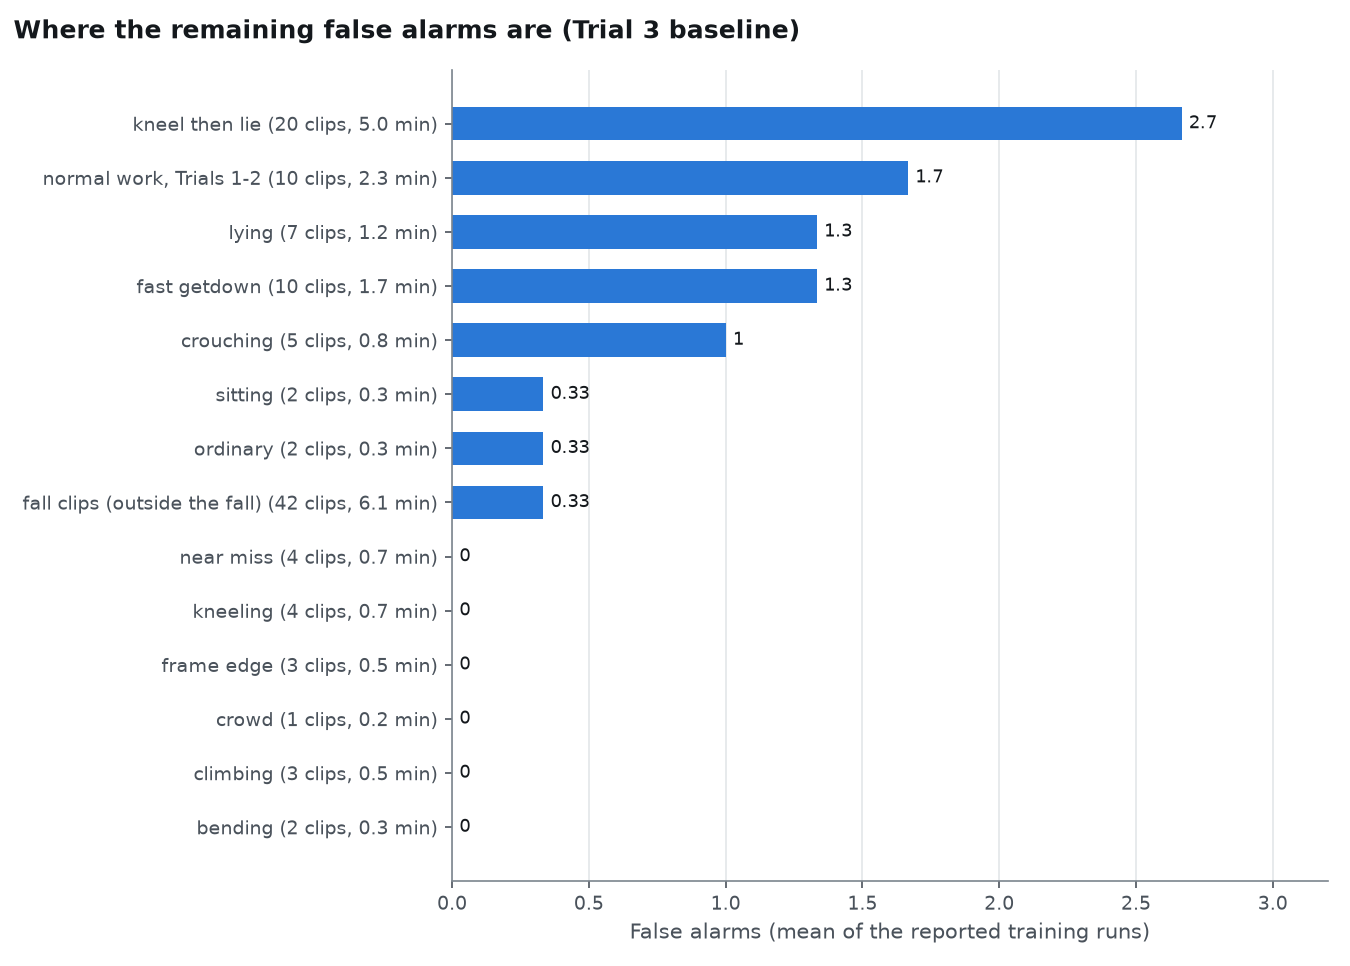 Where the remaining false alarms are (Trial 3 baseline)
kneel then lie (20 clips, 5.0 min) 2.7
normal work, Trials 1-2 (10 clips, 2.3 min) 1.7
lying (7 clips, 1.2 min) 1.3
fast getdown (10 clips, 1.7 min) 1.3
crouching (5 clips, 0.8 min) 1
sitting (2 clips, 0.3 min) 0.33
ordinary (2 clips, 0.3 min) 0.33
fall clips (outside the fall) (42 clips, 6.1 min) 0.33
near miss (4 clips, 0.7 min) 0
kneeling (4 clips, 0.7 min) 0
frame edge (3 clips, 0.5 min) 0
crowd (1 clips, 0.2 min) 0
climbing (3 clips, 0.5 min) 0
bending (2 clips, 0.3 min) 0
0.0 0.5 1.0 1.5 2.0 2.5 3.0
False alarms (mean of the reported training runs)